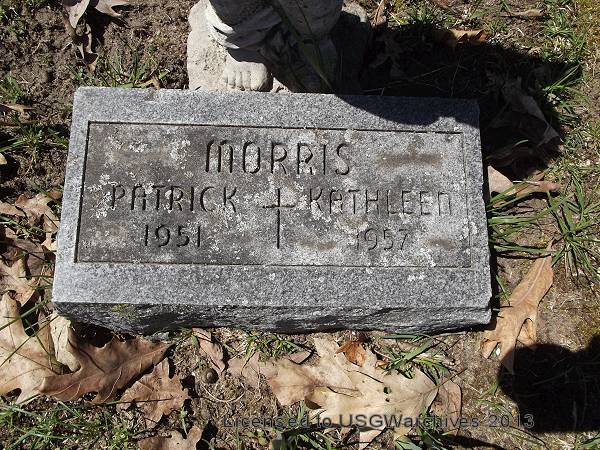 MORRIS
PATRICK KATHLEEN
1951 1957
Licensed to USGWarchives 2013